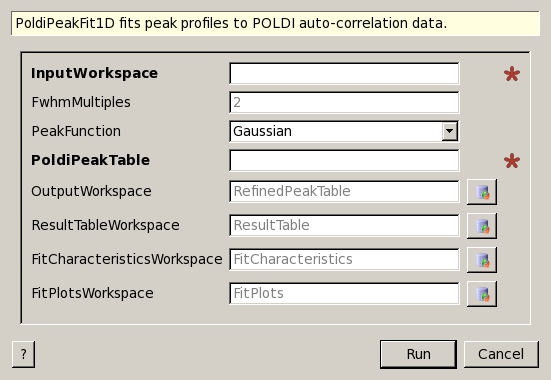 PoldiPeakFit1D fits peak profiles to POLDI auto-correlation data.
InputWorkspace *
FwhmMultiples 2
PeakFunction Gaussian
PoldiPeakTable *
OutputWorkspace RefinedPeakTable
ResultTableWorkspace ResultTable
FitCharacteristicsWorkspace FitCharacteristics
FitPlotsWorkspace FitPlots
? Run Cancel